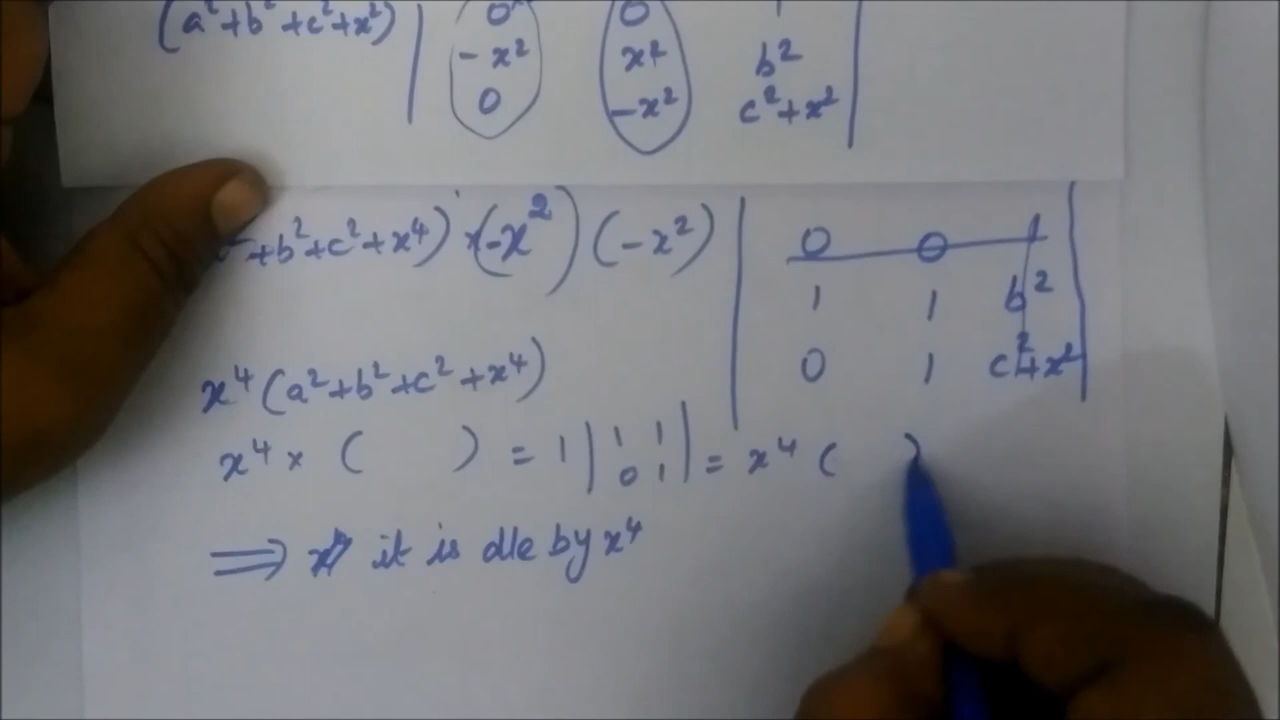 (a²+b²+c²+x²) | 0 0 1 |
| -x² x² b² |
| 0 -x² c²+x² |
+b²+c²+x⁴) x(-x²) (-x²) | 0 0 1 |
| 1 1 b² |
x⁴(a²+b²+c²+x⁴) | 0 1 c²+x² |
x⁴ × ( ) = 1 | 1 1 | = x⁴ ( )
| 0 1 |
⟹ it is dle by x⁴